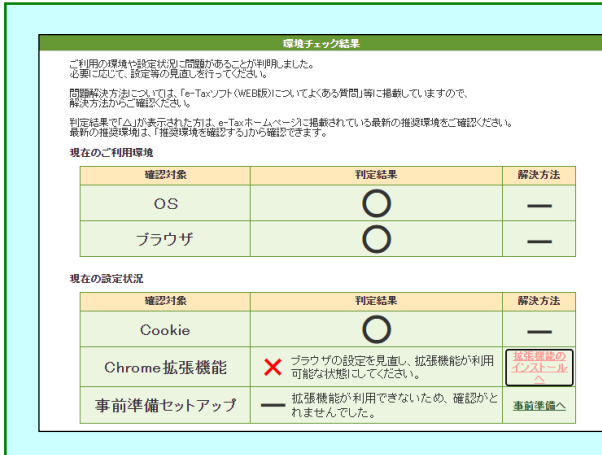 環境チェック結果
ご利用の環境や設定状況に問題があることが判明しました。
必要に応じて、設定等の見直しを行ってください。
問題解決方法については、「e-Taxソフト(WEB版)についてよくある質問」等に掲載していますので、
解決方法からご確認ください。
判定結果で「△」が表示された方は、e-Taxホームページに掲載されている最新の推奨環境をご確認ください。
最新の推奨環境は、「推奨環境を確認する」から確認できます。
現在のご利用環境
確認対象 判定結果 解決方法
OS ○ ―
ブラウザ ○ ―
現在の設定状況
確認対象 判定結果 解決方法
Cookie ○ ―
Chrome拡張機能 ✕ ブラウザの設定を見直し、拡張機能が利用
可能な状態にしてください。
拡張機能の
インストール
へ
事前準備セットアップ ― 拡張機能が利用できないため、確認がと
れませんでした。
事前準備へ